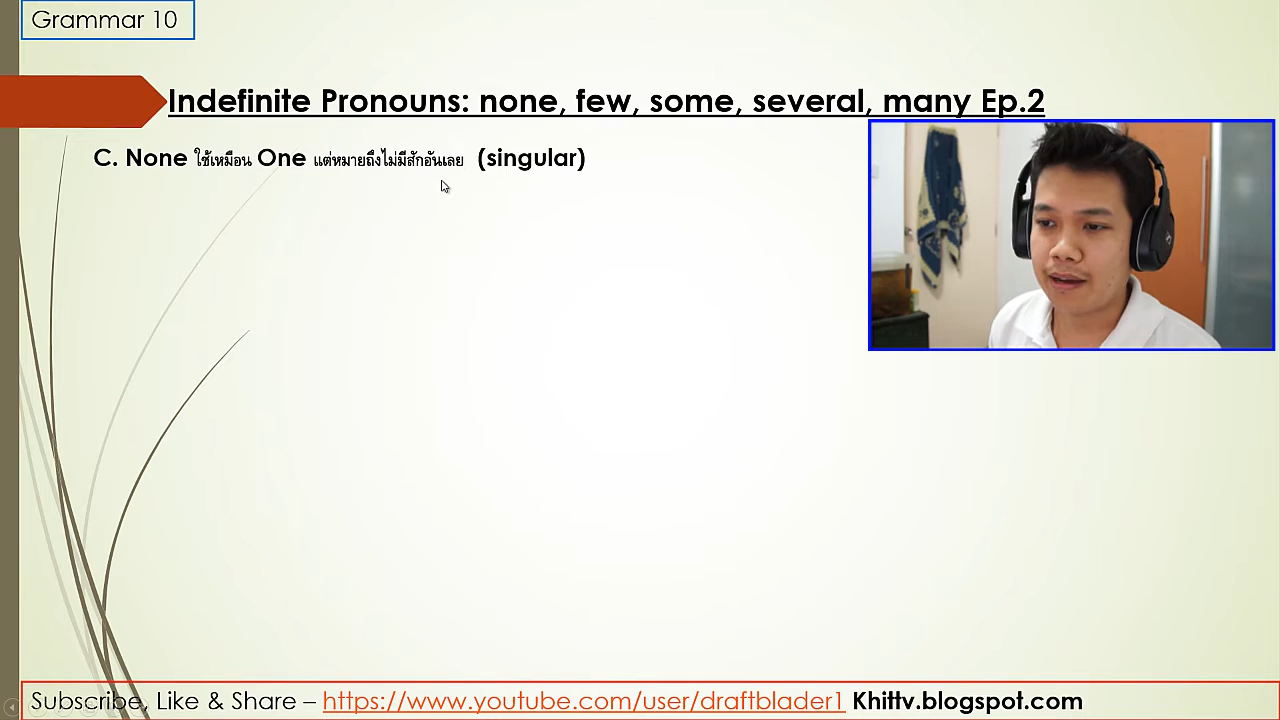 Grammar 10
Indefinite Pronouns: none, few, some, several, many Ep.2
C. None ใช้เหมือน One แต่หมายถึงไม่มีสักอันเลย (singular)
Subscribe, Like & Share – https://www.youtube.com/user/draftblader1 Khittv.blogspot.com